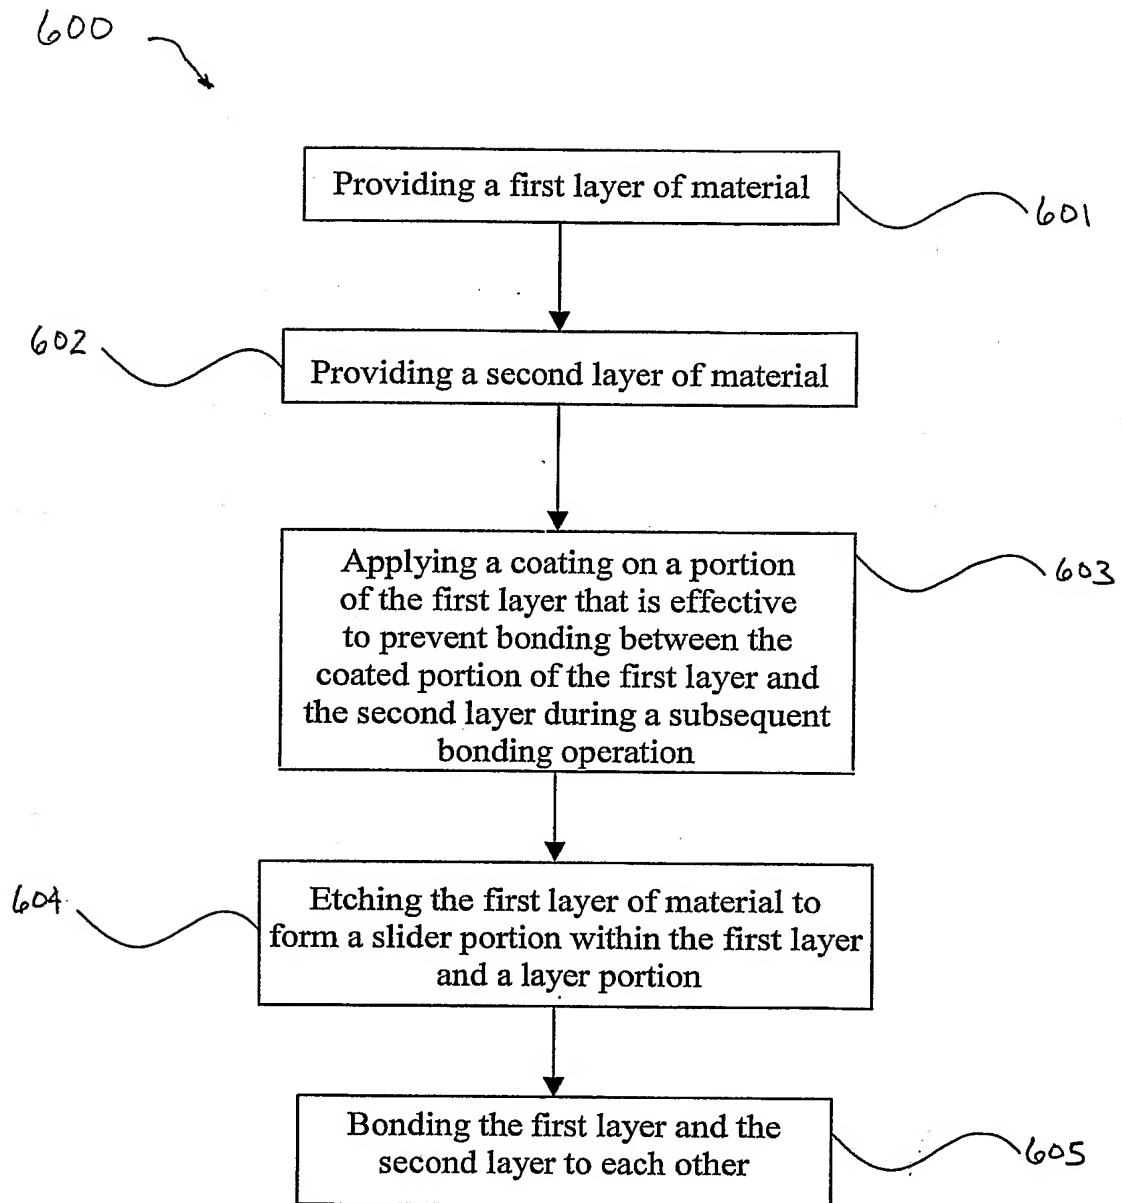 600
Providing a first layer of material
601
602
Providing a second layer of material
Applying a coating on a portion
of the first layer that is effective
to prevent bonding between the
coated portion of the first layer and
the second layer during a subsequent
bonding operation
603
604
Etching the first layer of material to
form a slider portion within the first layer
and a layer portion
Bonding the first layer and the
second layer to each other
605